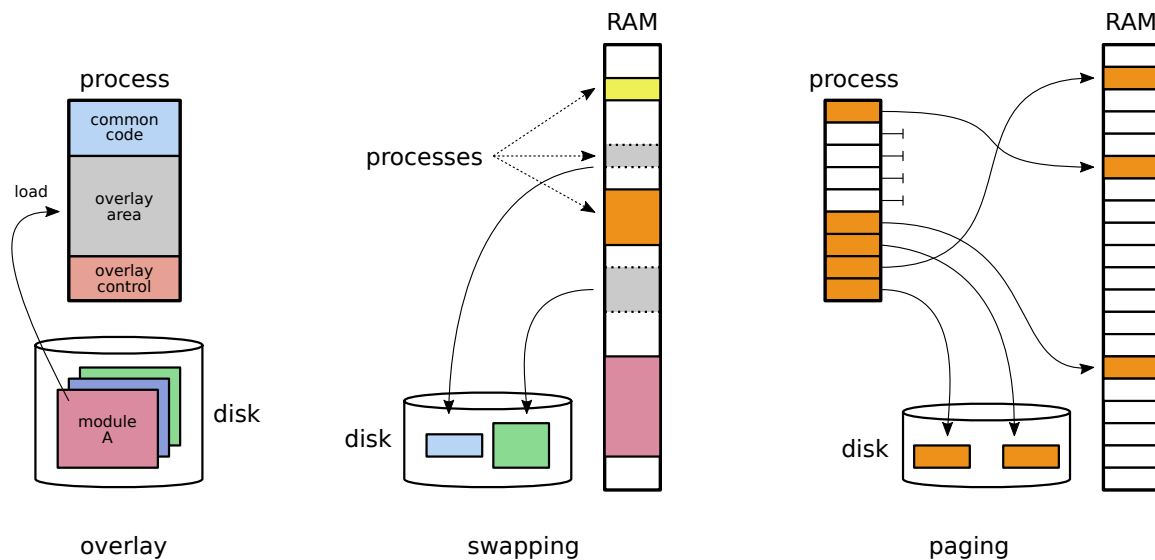 process
common
code
overlay
area
overlay
control
load
module
A
disk
overlay
RAM
processes
disk
swapping
RAM
process
disk
paging